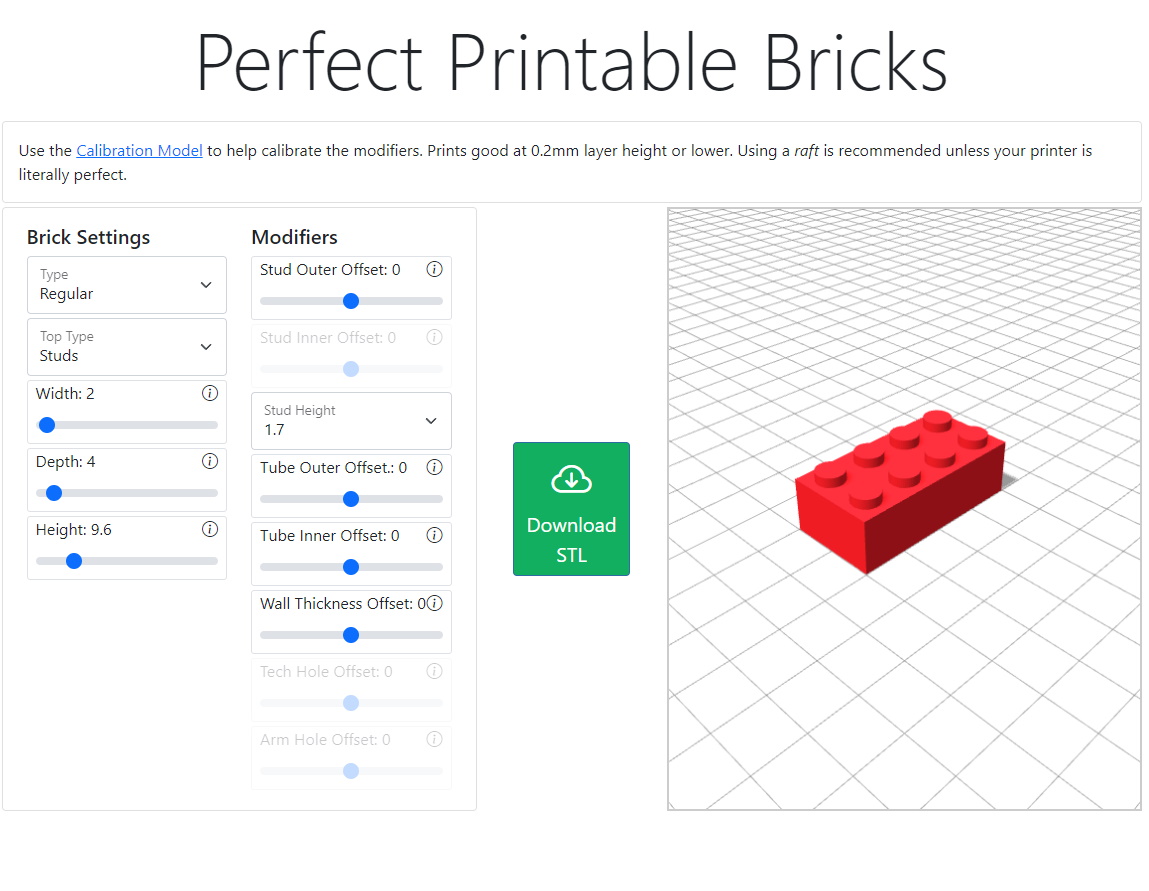 Perfect Printable Bricks
Use the Calibration Model to help calibrate the modifiers. Prints good at 0.2mm layer height or lower. Using a raft is recommended unless your printer is
literally perfect.
Brick Settings
Type
Regular
Top Type
Studs
Width: 2
Depth: 4
Height: 9.6
Modifiers
Stud Outer Offset: 0
Stud Inner Offset: 0
Stud Height
1.7
Tube Outer Offset.: 0
Tube Inner Offset: 0
Wall Thickness Offset: 0
Tech Hole Offset: 0
Arm Hole Offset: 0
Download
STL